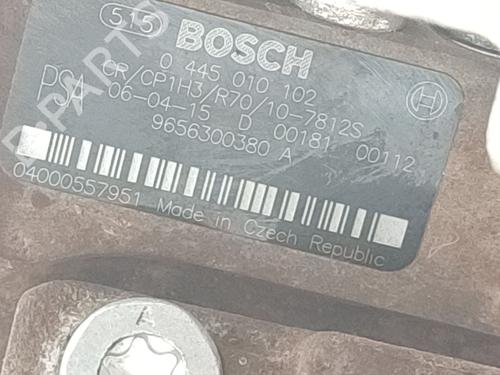 515 BOSCH
0 445 010 102
PSA CR/CP1H3/R70/10-7812S
06-04-15 D 00181 00112
9656300380 A
04000557951 Made in Czech Republic
A
B-PARTS